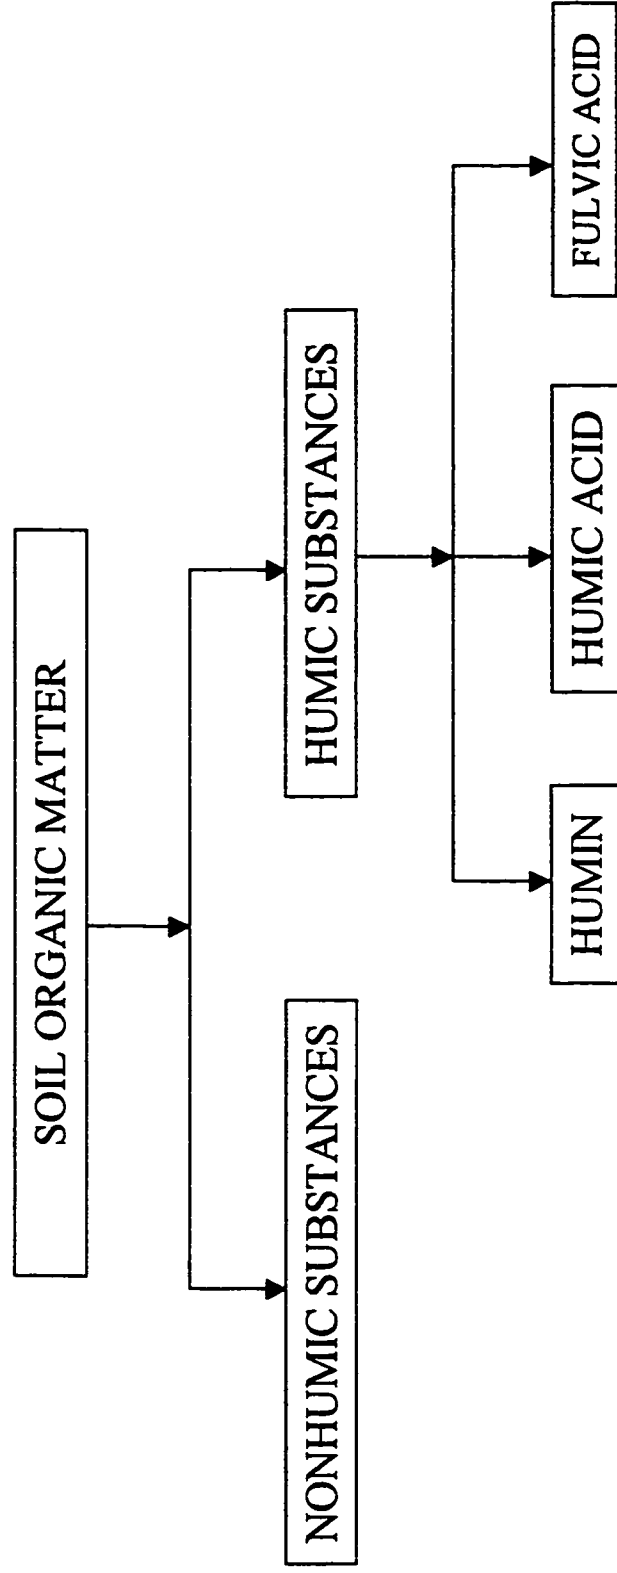 SOIL ORGANIC MATTER
NONHUMIC SUBSTANCES
HUMIC SUBSTANCES
HUMIN
HUMIC ACID
FULVIC ACID